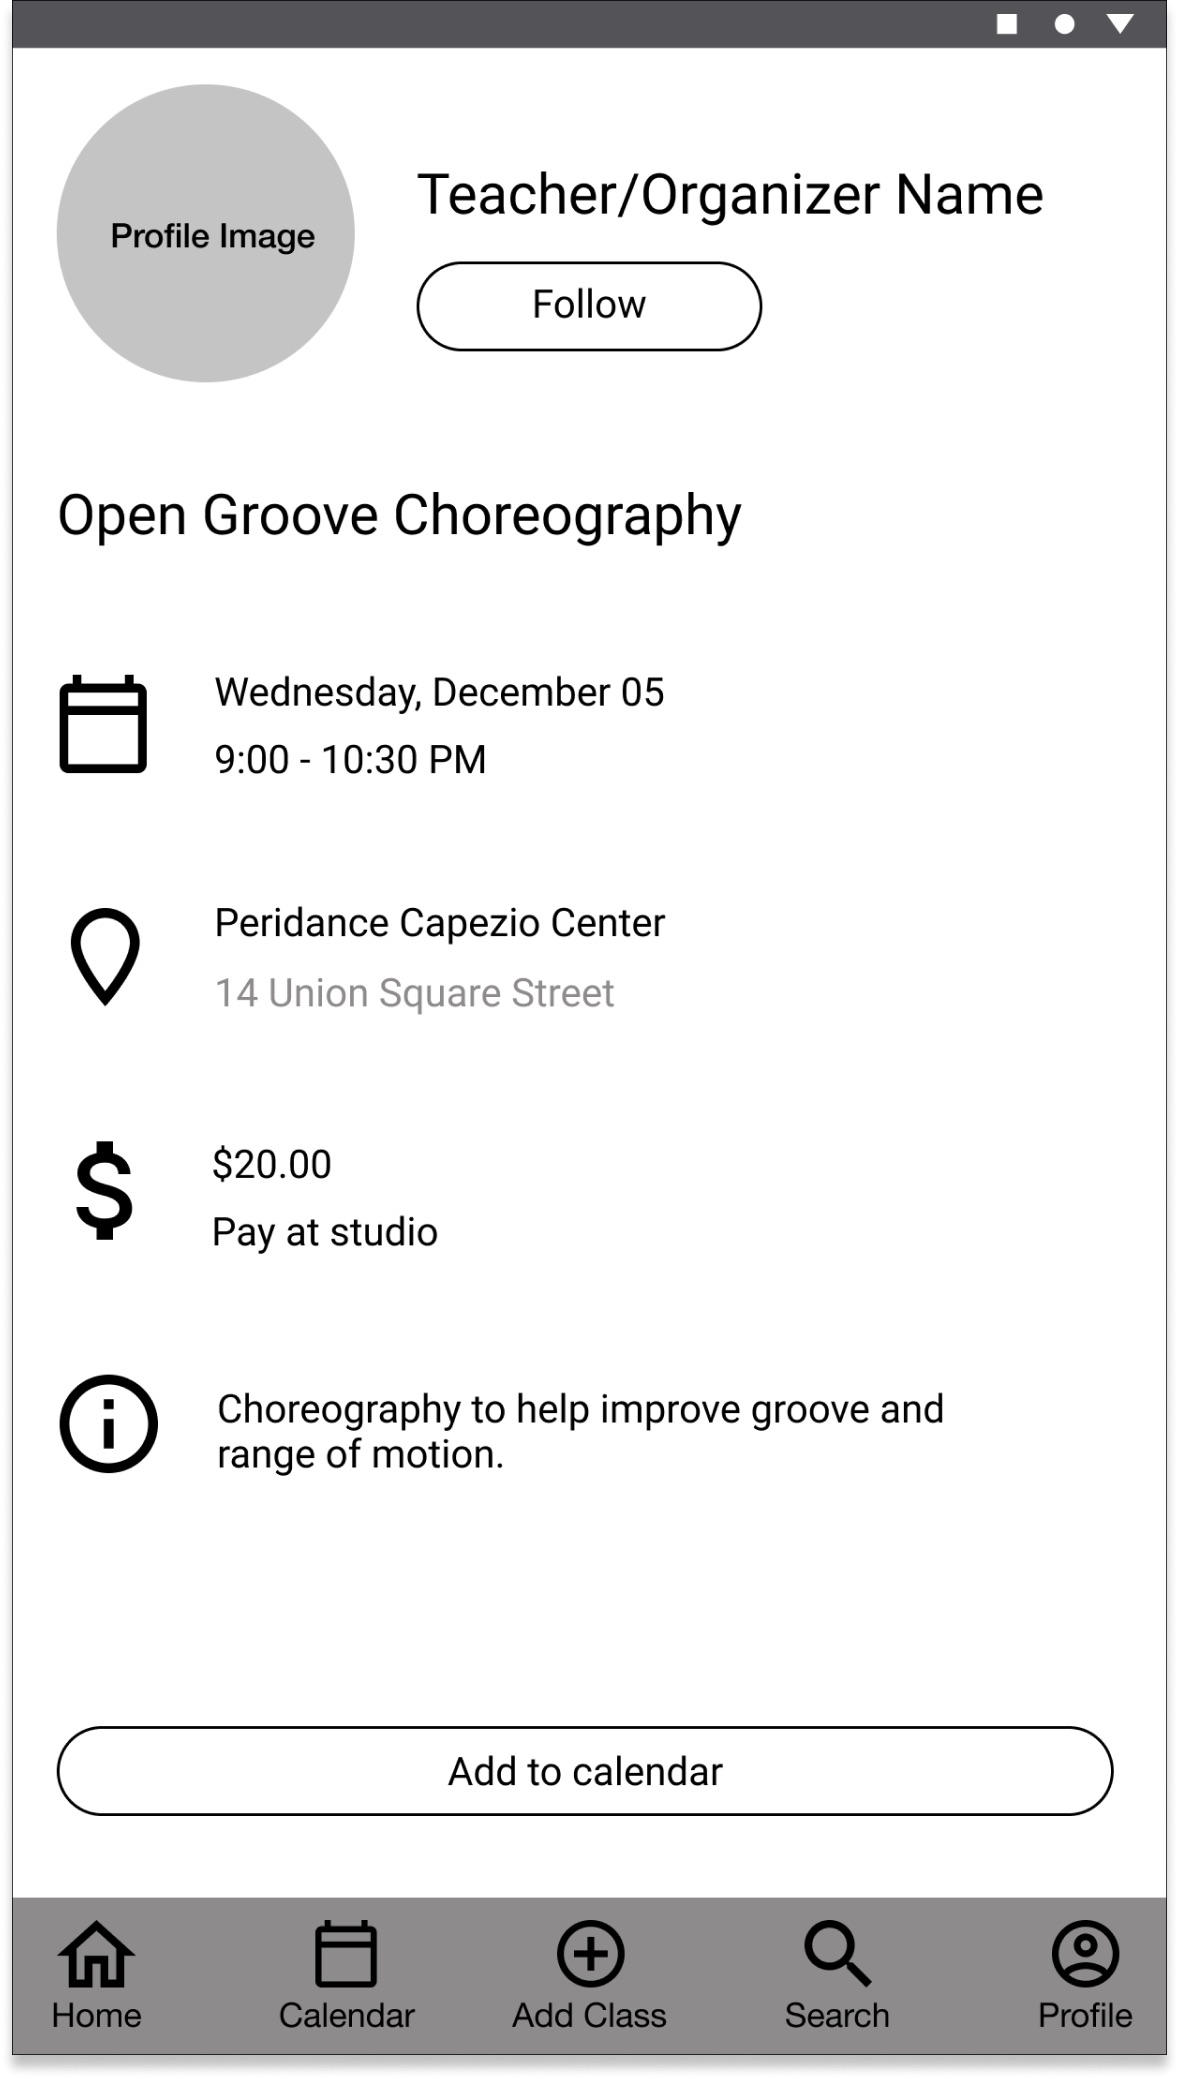 Profile Image
Teacher/Organizer Name
Follow
Open Groove Choreography
Wednesday, December 05
9:00 - 10:30 PM
Peridance Capezio Center
14 Union Square Street
$20.00
Pay at studio
Choreography to help improve groove and
range of motion.
Add to calendar
Home
Calendar
Add Class
Search
Profile